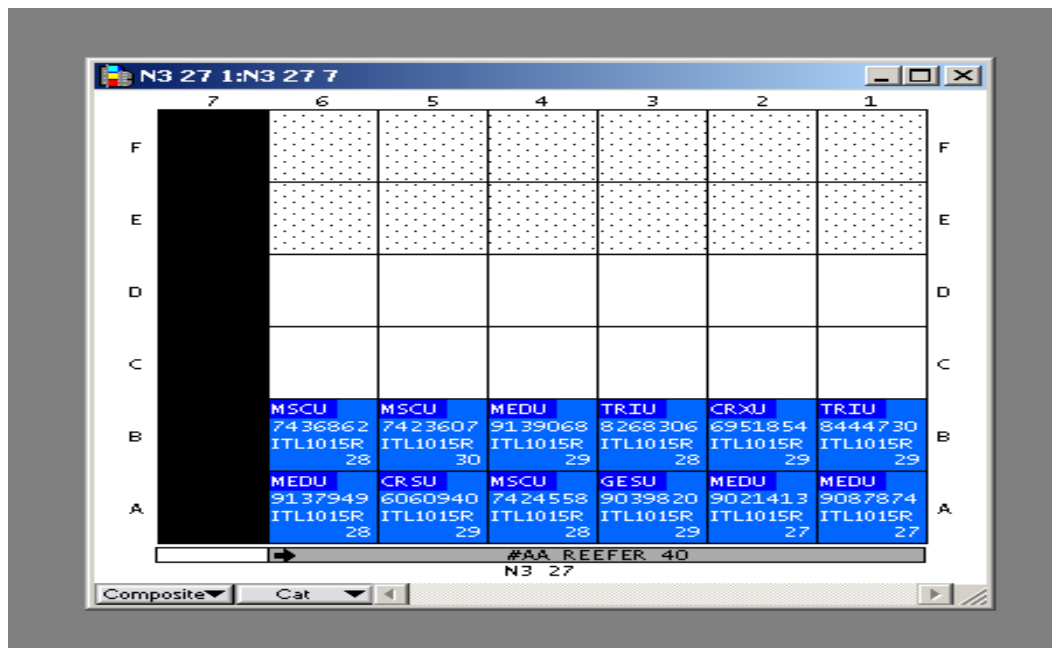 N3 27 1:N3 27 7
7 6 5 4 3 2 1
F F
E E
D D
C C
MSCU MSCU MEDU TRIU CRXU TRIU
7436862 7423607 9139068 8268306 6951854 8444730
B ITL1015R ITL1015R ITL1015R ITL1015R ITL1015R ITL1015R B
28 30 29 28 29 29
MEDU CRSU MSCU GESU MEDU MEDU
9137949 6060940 7424558 9039820 9021413 9087874
A ITL1015R ITL1015R ITL1015R ITL1015R ITL1015R ITL1015R A
28 29 28 29 27 27
#AA REEFER 40
N3 27
Composite Cat